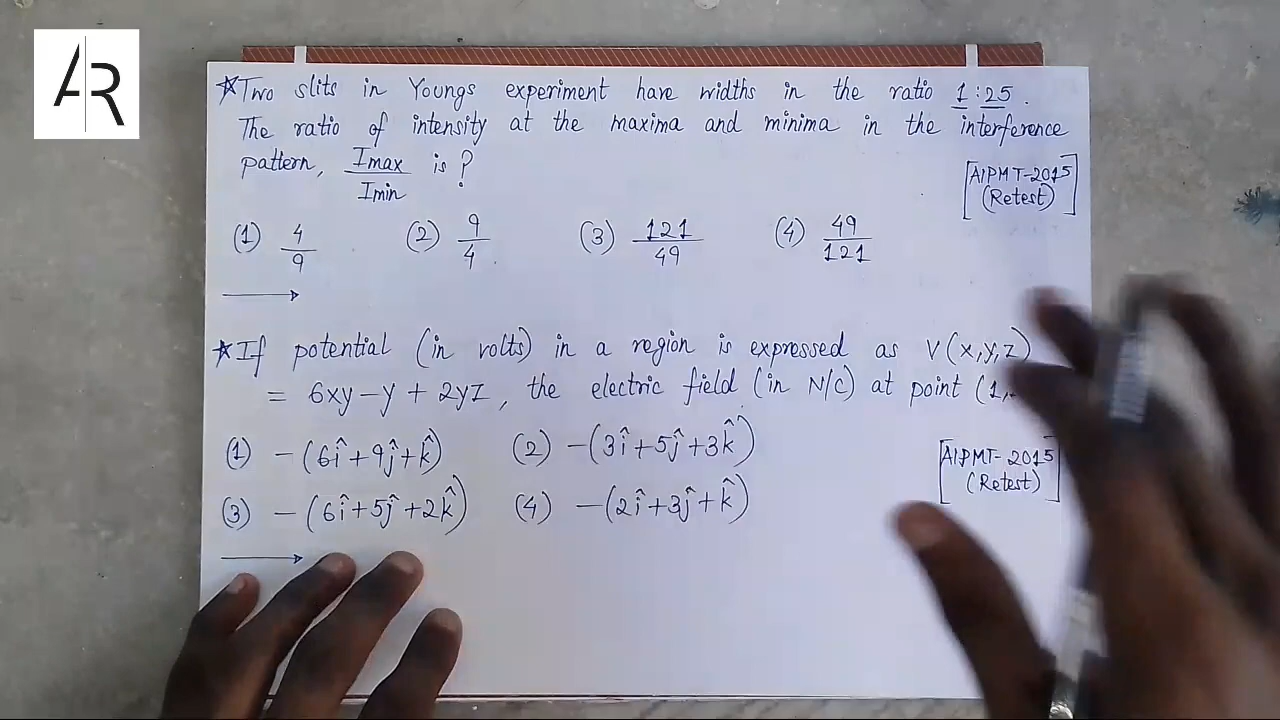 AR
★Two slits in Youngs experiment have widths in the ratio 1:25.
The ratio of intensity at the maxima and minima in the interference
pattern, Imax/Imin is?
[AIPMT-2015
(Retest)]
(1) 4/9 (2) 9/4 (3) 121/49 (4) 49/121
★If potential (in volts) in a region is expressed as V(x,y,z)
= 6xy-y+2yz, the electric field (in N/C) at point (1,
(1) -(6î+9ĵ+k̂) (2) -(3î+5ĵ+3k̂)
[AIPMT-2015
(Retest)]
(3) -(6î+5ĵ+2k̂) (4) -(2î+3ĵ+k̂)